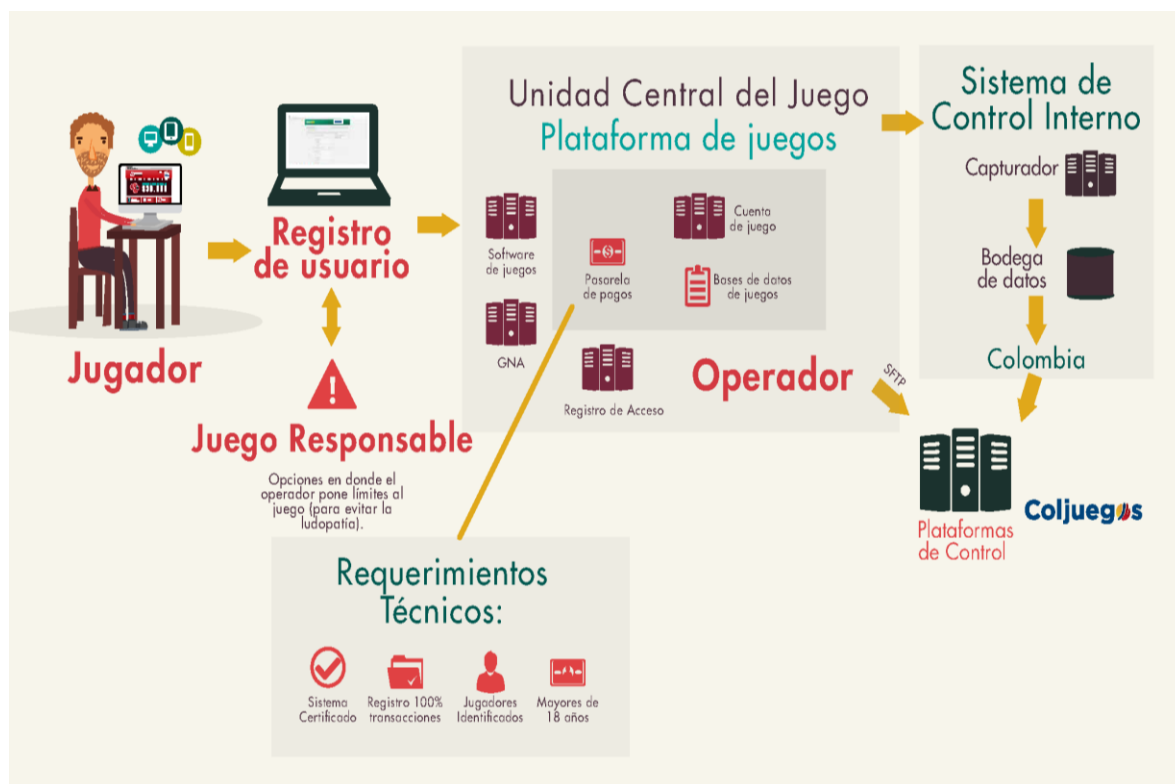 Jugador
Registro
de usuario
Juego Responsable
Opciones en donde el
operador pone límites al
juego (para evitar la
ludopatía).
Unidad Central del Juego
Plataforma de juegos
Software
de juegos
GNA
Pasarela
de pagos
Cuenta
de juego
Bases de datos
de juegos
Registro de Acceso
Operador
SFTP
Sistema de
Control Interno
Capturador
Bodega
de datos
Colombia
Plataformas
de Control
Coljuegos
Requerimientos
Técnicos:
Sistema
Certificado
Registro 100%
transacciones
Jugadores
Identificados
Mayores de
18 años